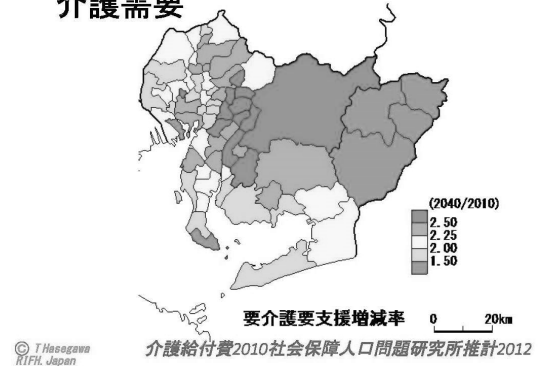 介護需要
(2040/2010)
2.50
2.25
2.00
1.50
要介護要支援増減率
0 20km
© T Hasegawa
RIFH. Japan
介護給付費2010社会保障人口問題研究所推計2012